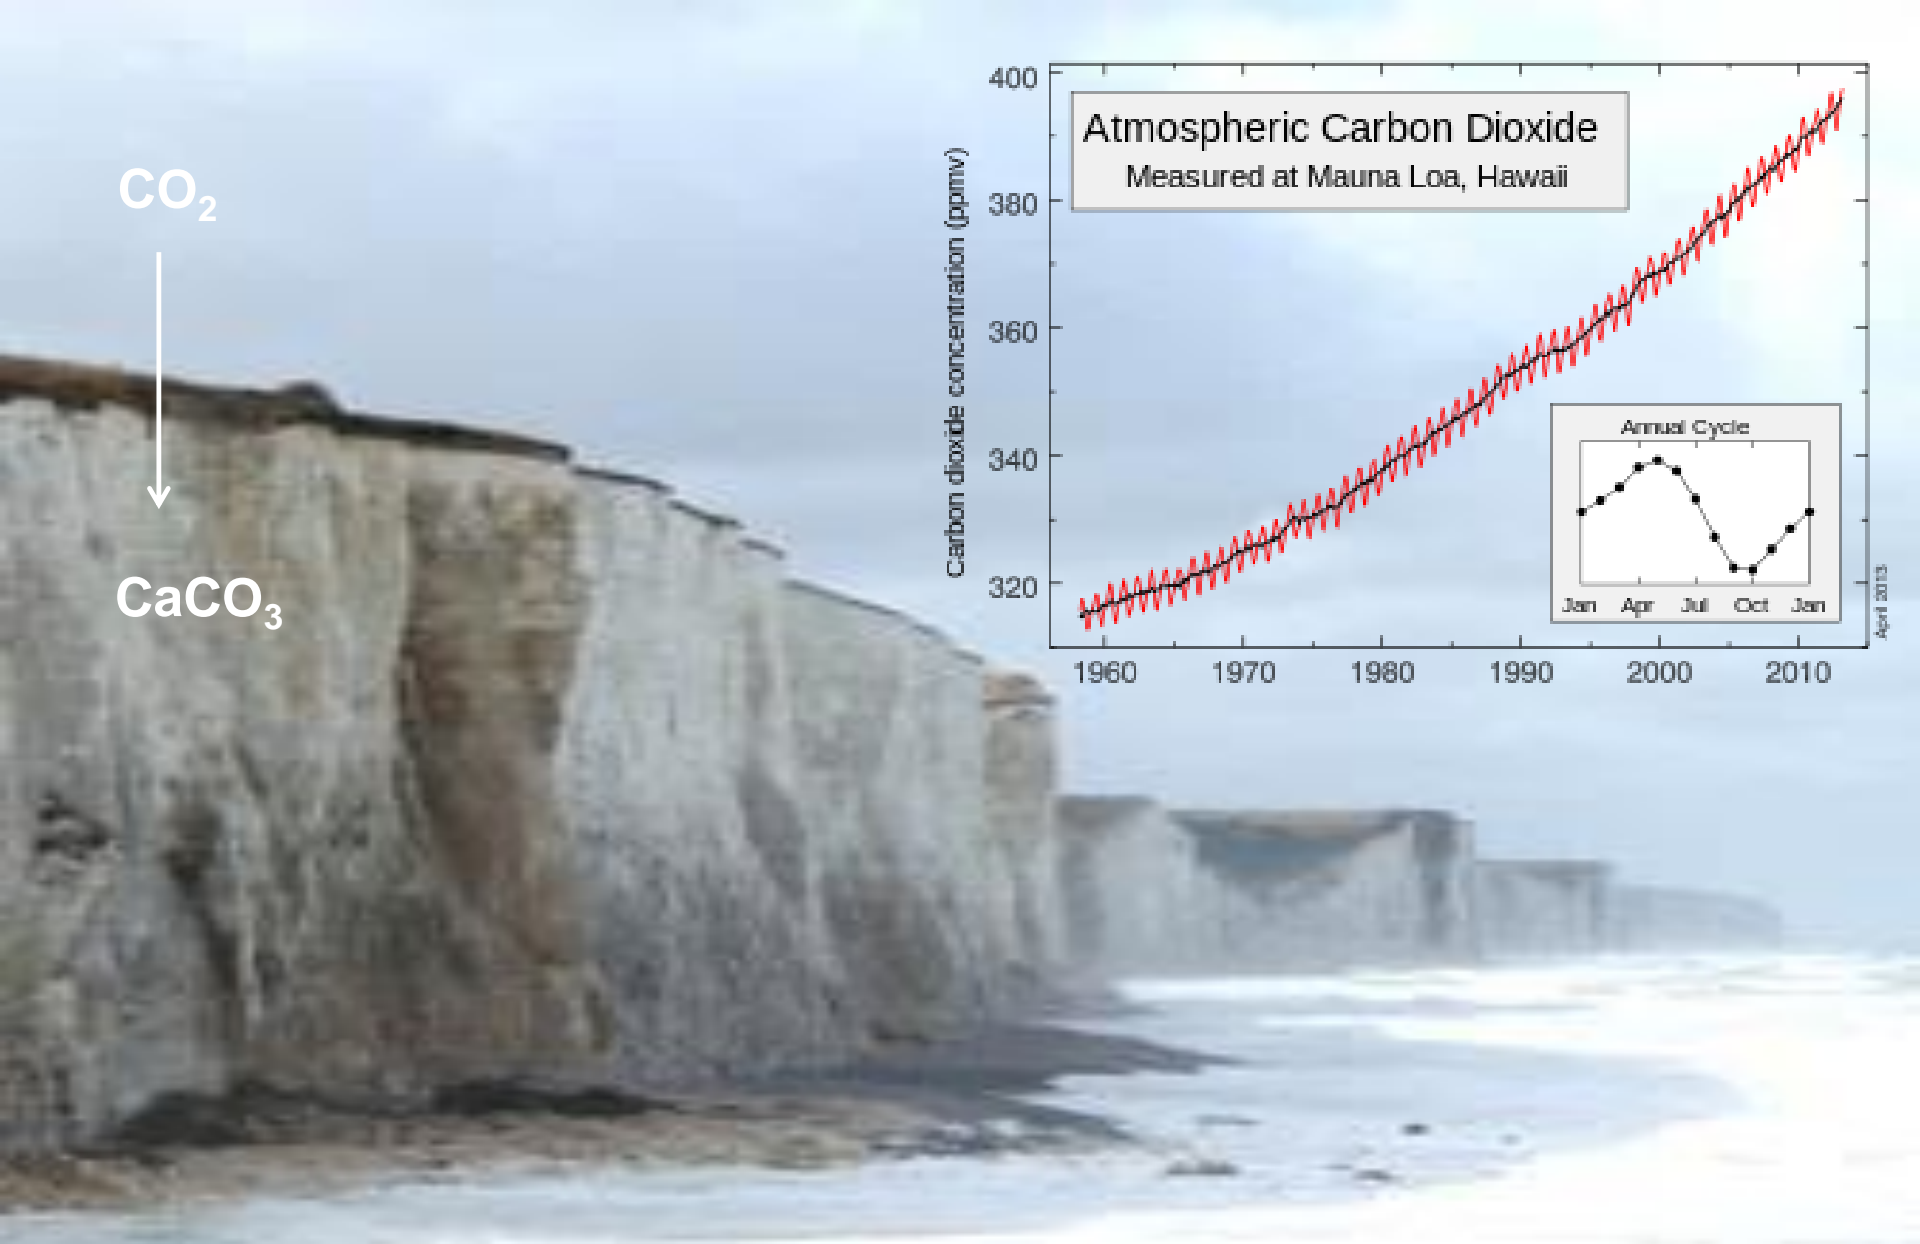 CO₂
CaCO₃
Atmospheric Carbon Dioxide
Measured at Mauna Loa, Hawaii
Carbon dioxide concentration (ppmv)
400
380
360
340
320
1960 1970 1980 1990 2000 2010
Annual Cycle
Jan Apr Jul Oct Jan
April 2013